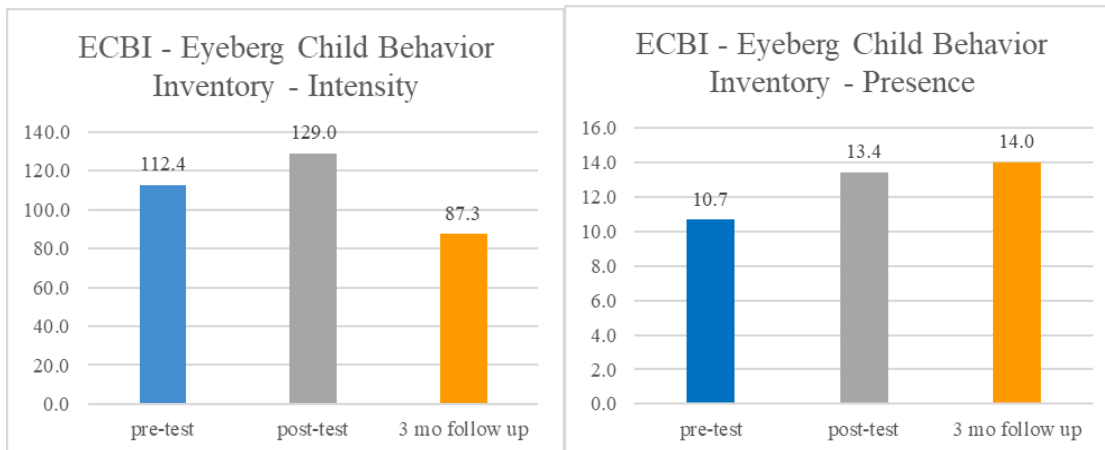 ECBI - Eyeberg Child Behavior
Inventory - Intensity
140.0
120.0
100.0
80.0
60.0
40.0
20.0
0.0
112.4
129.0
87.3
pre-test
post-test
3 mo follow up
ECBI - Eyeberg Child Behavior
Inventory - Presence
16.0
14.0
12.0
10.0
8.0
6.0
4.0
2.0
0.0
10.7
13.4
14.0
pre-test
post-test
3 mo follow up